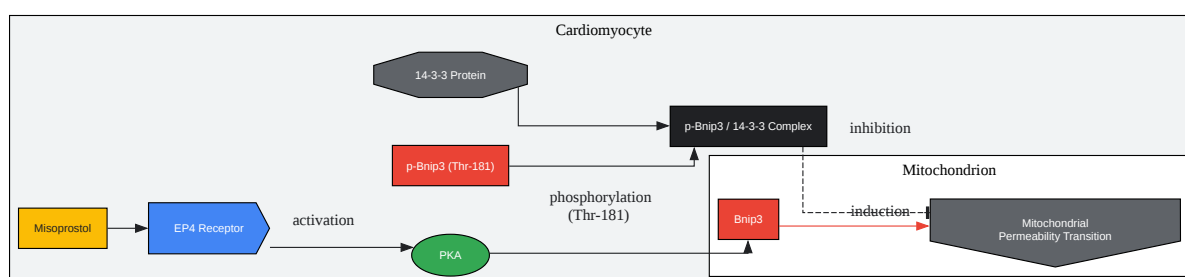 Cardiomyocyte
14-3-3 Protein
p-Bnip3 / 14-3-3 Complex
inhibition
p-Bnip3 (Thr-181)
Mitochondrion
phosphorylation
(Thr-181)
Misoprostol
EP4 Receptor
activation
PKA
Bnip3
induction
Mitochondrial
Permeability Transition